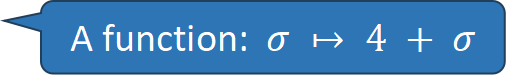 A function: σ ↦ 4 + σ